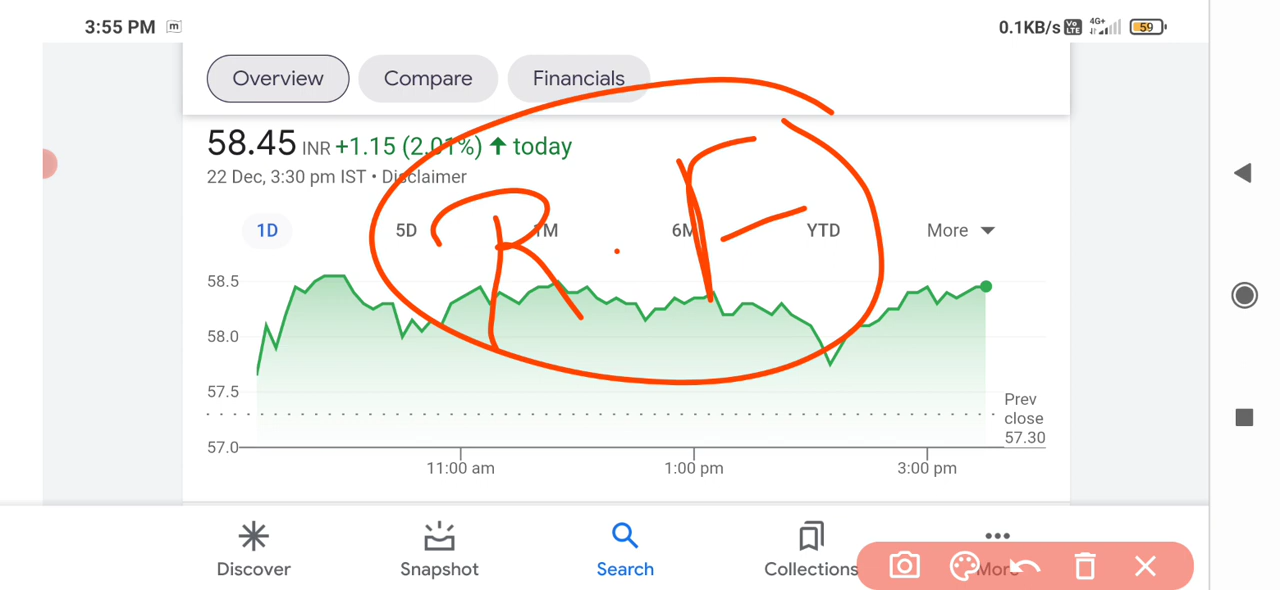 3:55 PM m 0.1KB/s Vo LTE 4G+ 59
Overview Compare Financials
58.45 INR +1.15 (2.01%) ↑ today
22 Dec, 3:30 pm IST • Disclaimer
1D 5D 1M 6M YTD More
R . F
58.5
58.0
57.5
Prev
close
57.30
57.0
11:00 am 1:00 pm 3:00 pm
Discover Snapshot Search Collections More